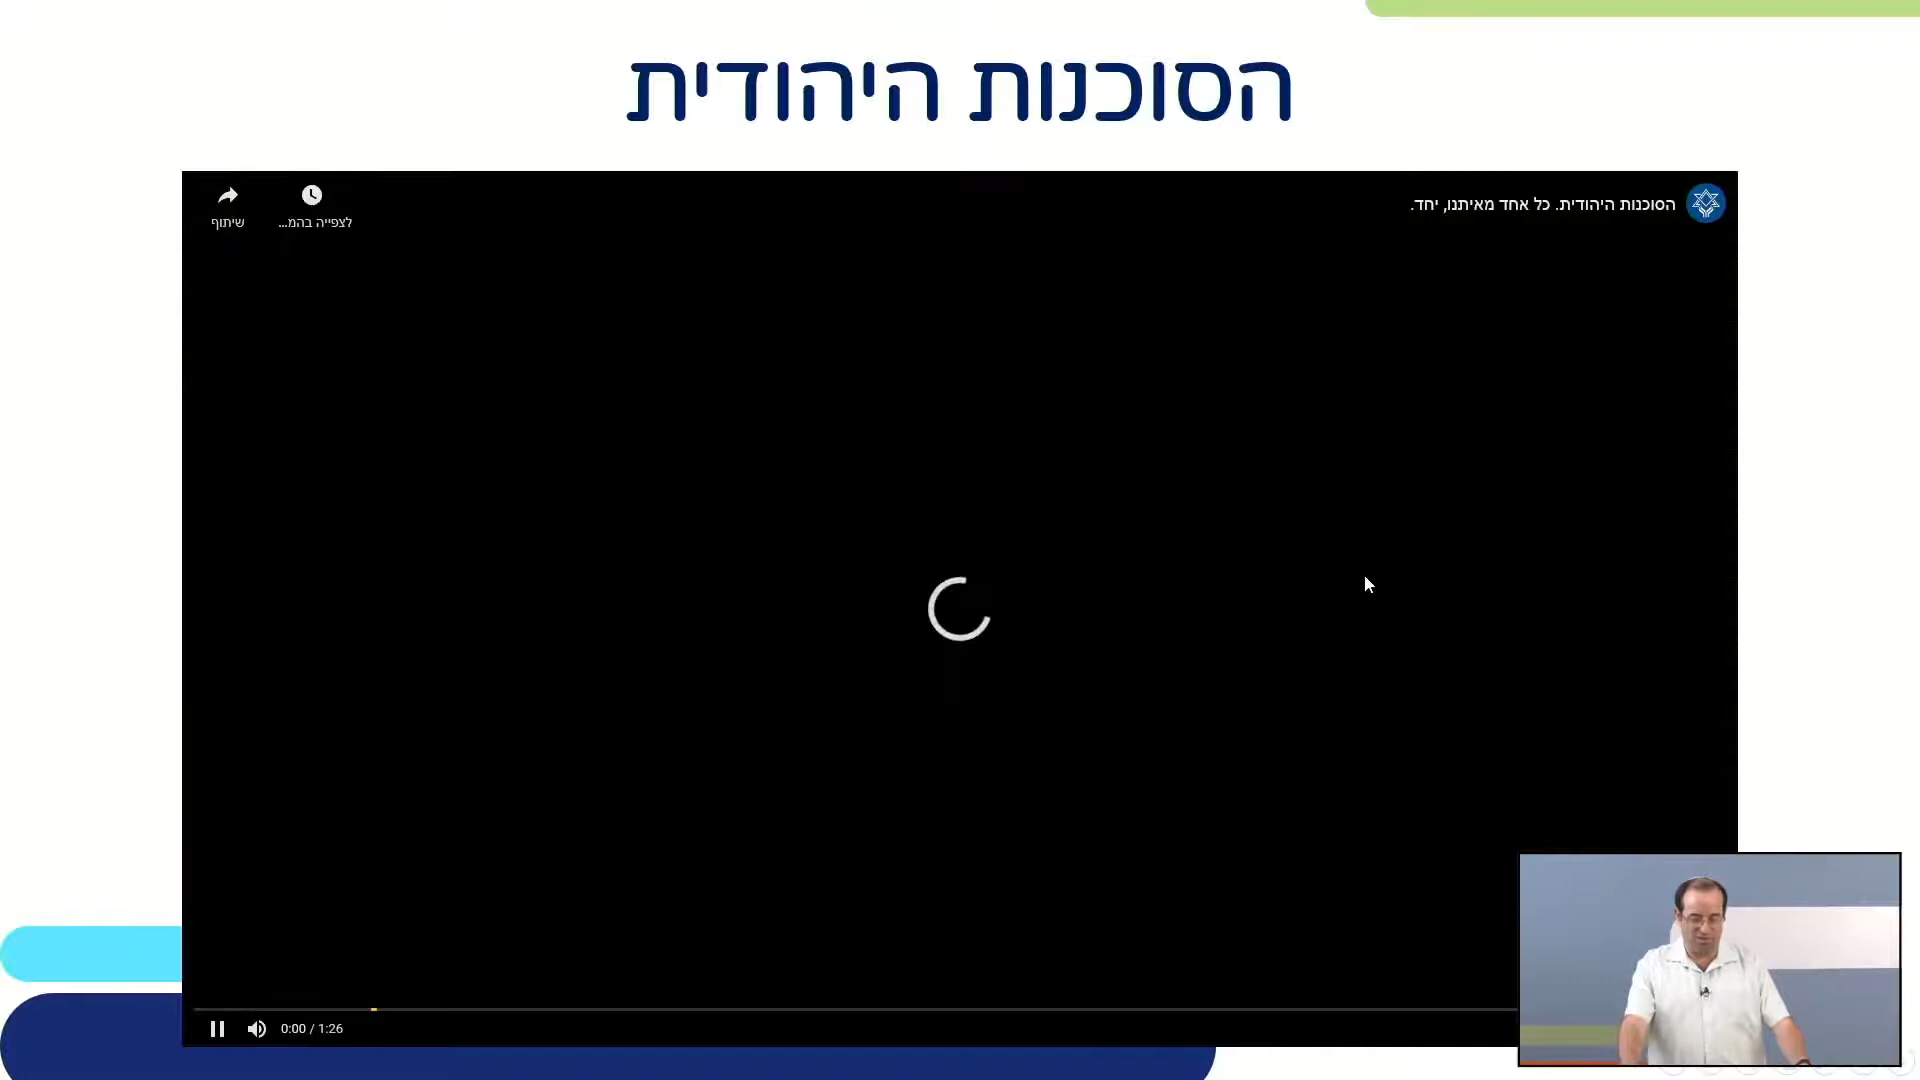 הסוכנות היהודית
הסוכנות היהודית. כל אחד מאיתנו, יחד.
לצפייה בהמ...
שיתוף
0:00 / 1:26